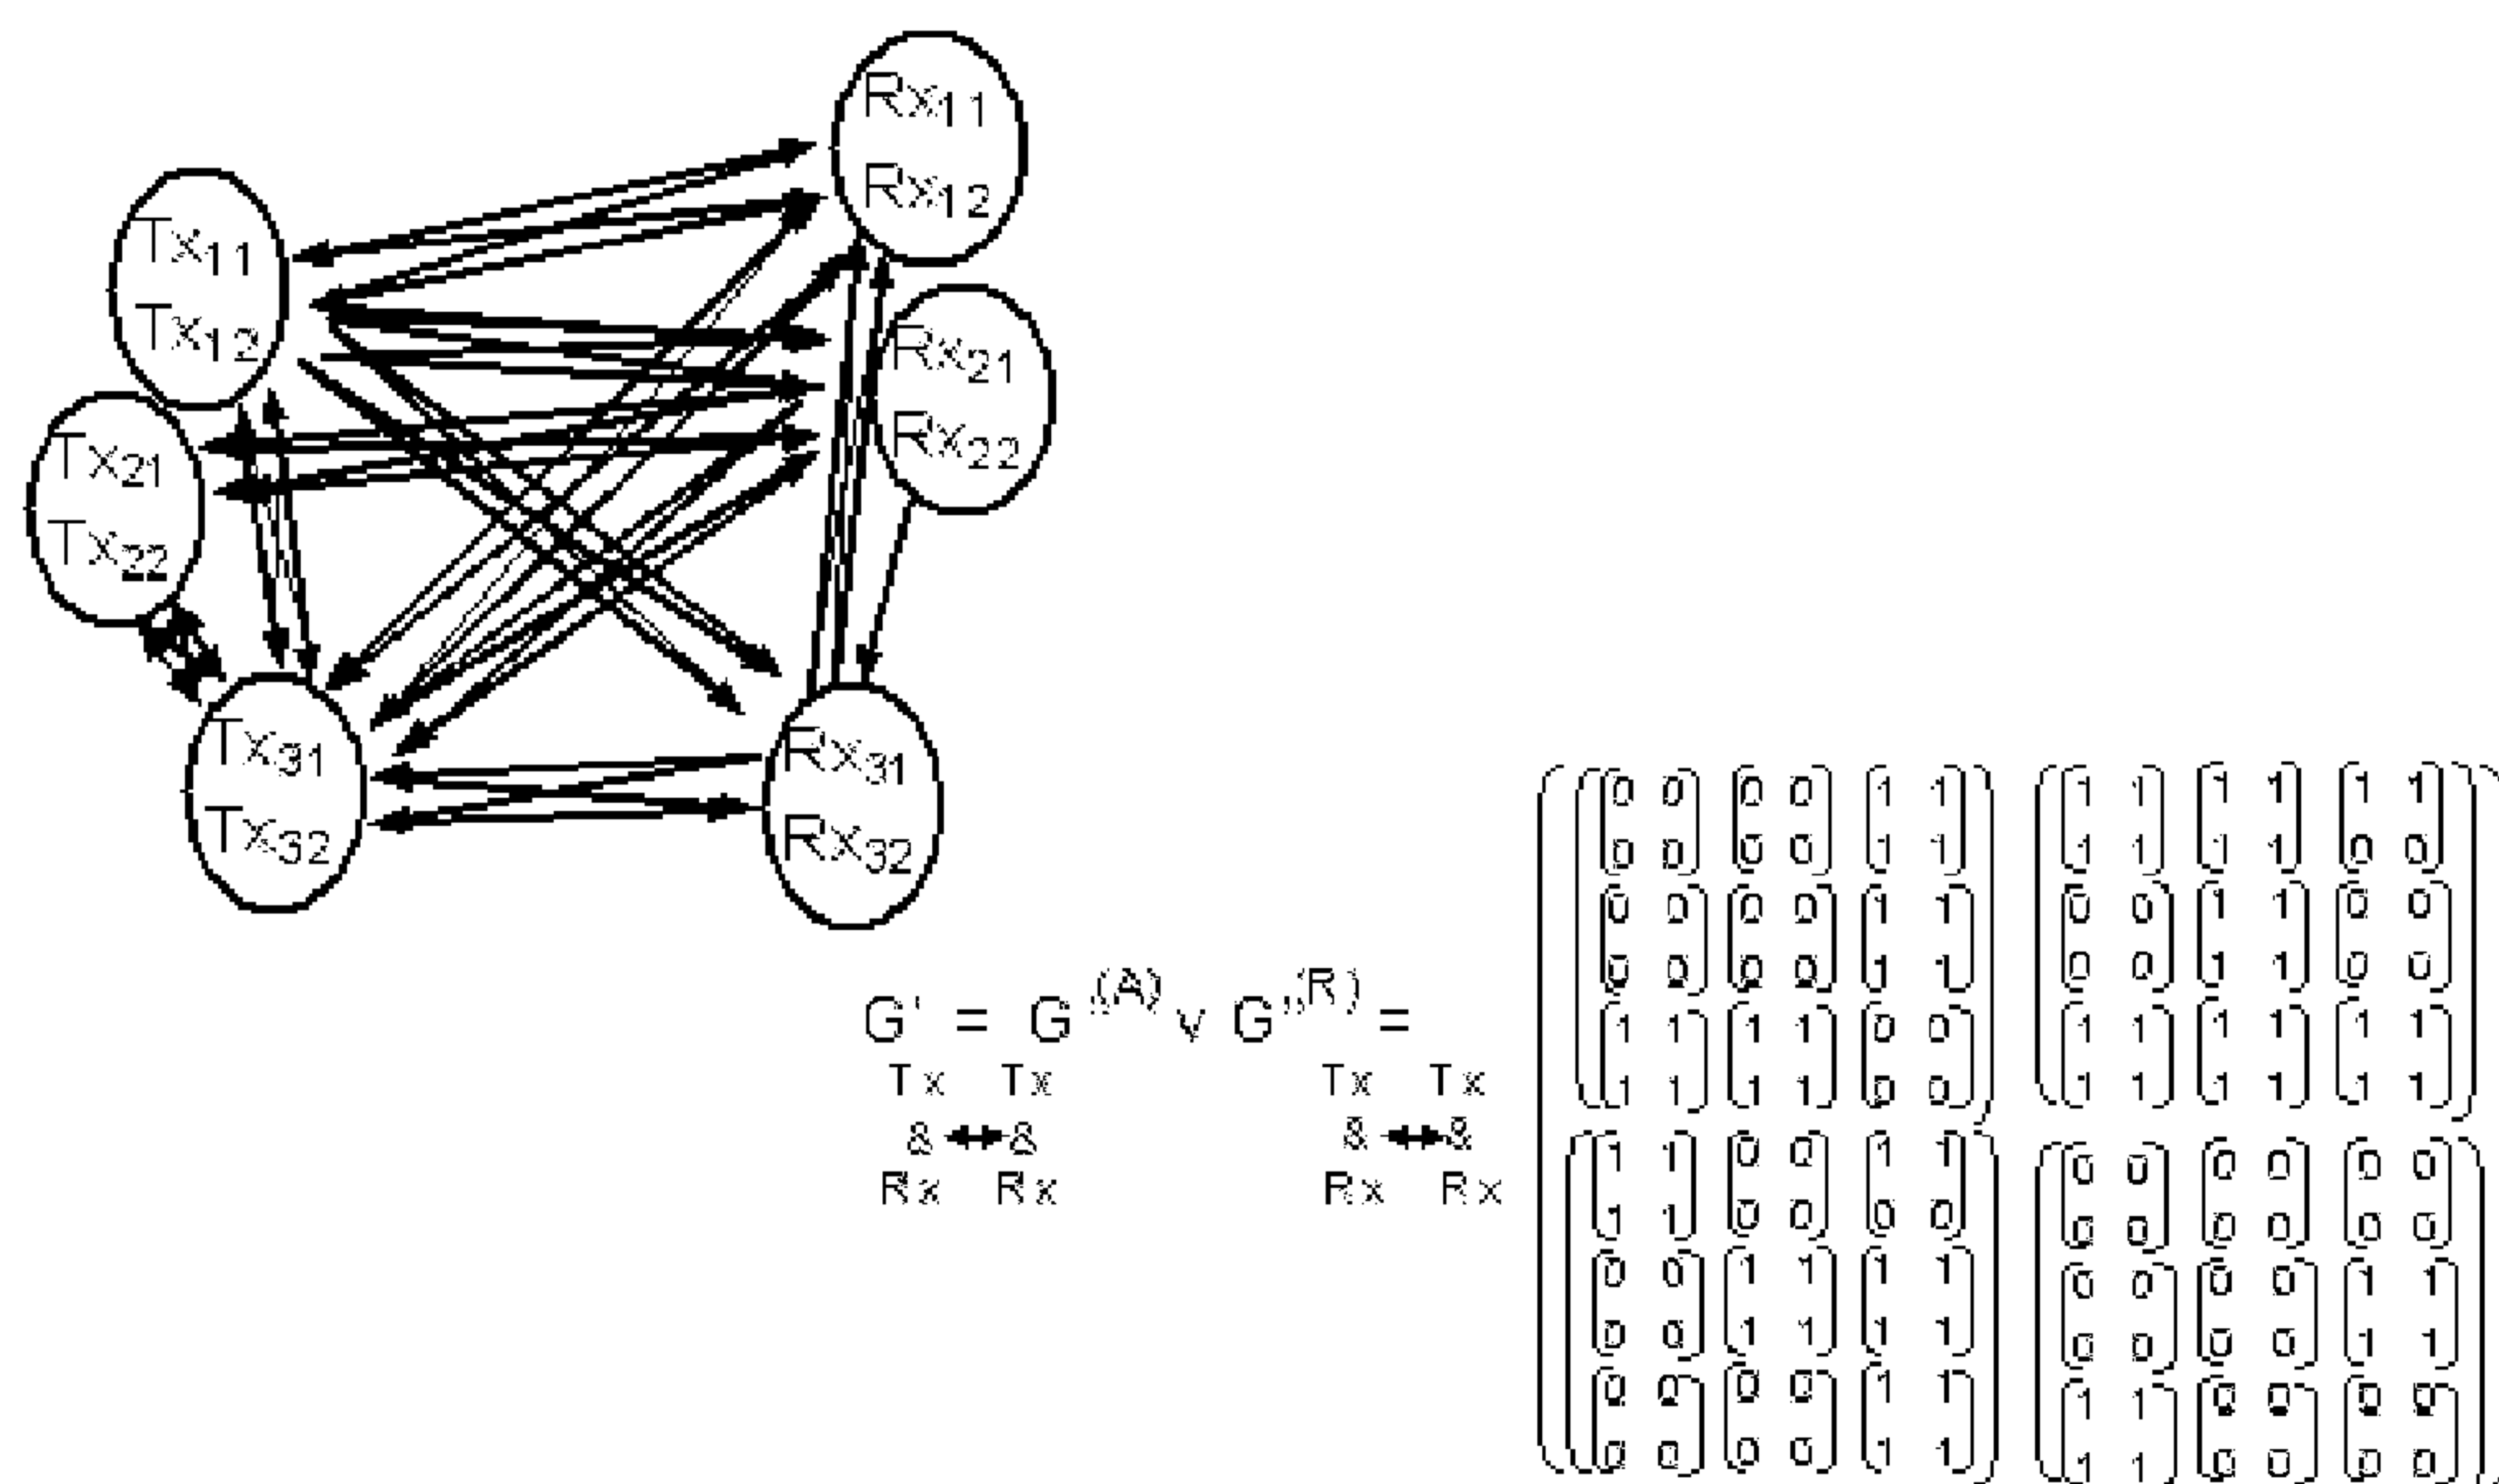 Rx11
Rx12
Tx11
Tx12
Rx21
Rx22
Tx21
Tx22
Tx31
Tx32
Rx31
Rx32
G' = G''(A) v G''(R) =
Tx Tx Tx Tx
& & & &
Rx Rx Rx Rx
0 0 0 0 1 1 1 1 1 1 1 1
0 0 0 0 1 1 1 1 1 1 0 0
0 0 0 0 1 1 0 0 1 1 0 0
0 0 0 0 1 1 0 0 1 1 0 0
1 1 1 1 0 0 1 1 1 1 1 1
1 1 1 1 0 0 1 1 1 1 1 1
1 1 0 0 1 1 0 0 0 0 0 0
1 1 0 0 0 0 0 0 0 0 0 0
0 0 1 1 1 1 0 0 0 0 1 1
0 0 1 1 1 1 0 0 0 0 1 1
0 0 0 0 1 1 1 1 0 0 0 0
0 0 0 0 1 1 1 1 0 0 0 0